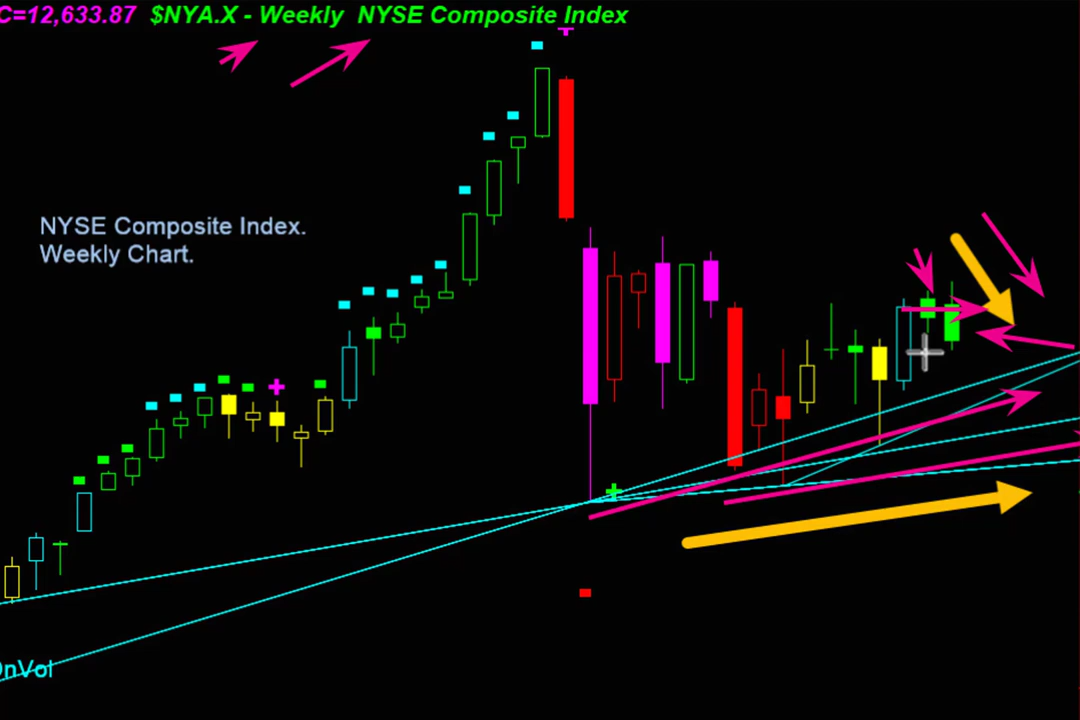 C=12,633.87 $NYA.X - Weekly NYSE Composite Index
NYSE Composite Index.
Weekly Chart.
OnVol